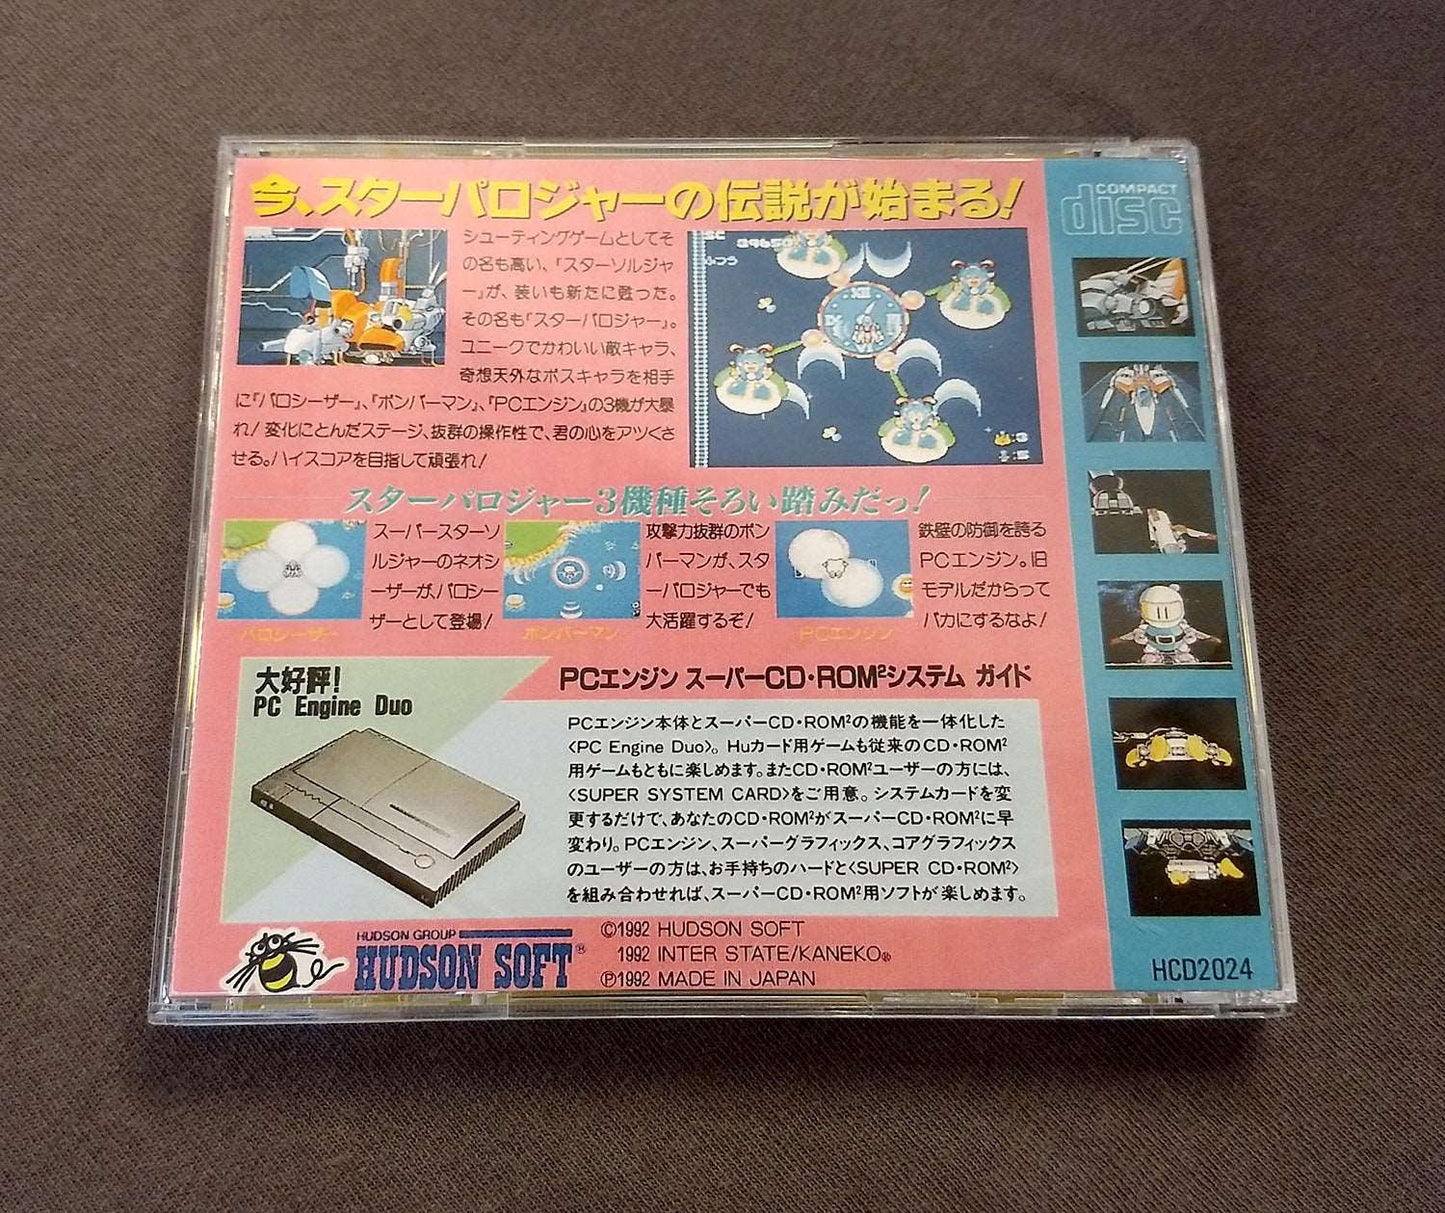 今、スターパロジャーの伝説が始まる!
COMPACT
disc
シューティングゲームとしてそ
の名も高い、「スターソルジャ
ー」が、装いも新たに甦った。
その名も「スターパロジャー」。
ユニークでかわいい敵キャラ、
奇想天外なボスキャラを相手
に「パロシーザー」、「ボンバーマン」、「PCエンジン」の3機が大暴
れ! 変化にとんだステージ、抜群の操作性で、君の心をアツくさ
せる。ハイスコアを目指して頑張れ!
SC 39650
ふつう
:3
:5
スターパロジャー3機種そろい踏みだっ!
スーパースターソ
ルジャーのネオシ
ーザーが、パロシー
ザーとして登場!
パロシーザー
攻撃力抜群のボン
バーマンが、スタ
ーパロジャーでも
大活躍するぞ!
ボンバーマン
鉄壁の防御を誇る
PCエンジン。旧
モデルだからって
バカにするなよ!
PCエンジン
大好評!
PC Engine Duo
PCエンジン スーパーCD・ROM²システム ガイド
PCエンジン本体とスーパーCD・ROM²の機能を一体化した
〈PC Engine Duo〉。Huカード用ゲームも従来のCD・ROM²
用ゲームもともに楽しめます。またCD・ROM²ユーザーの方には、
〈SUPER SYSTEM CARD〉をご用意。システムカードを変
更するだけで、あなたのCD・ROM²がスーパーCD・ROM²に早
変わり。PCエンジン、スーパーグラフィックス、コアグラフィックス
のユーザーの方は、お手持ちのハードと〈SUPER CD・ROM²〉
を組み合わせれば、スーパーCD・ROM²用ソフトが楽しめます。
HUDSON GROUP
HUDSON SOFT®
©1992 HUDSON SOFT
1992 INTER STATE/KANEKO®
℗1992 MADE IN JAPAN
HCD2024